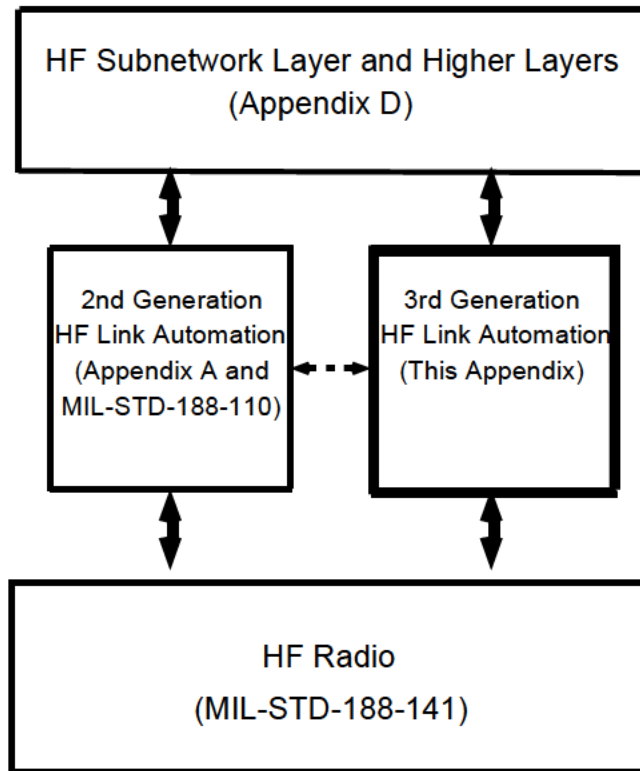 HF Subnetwork Layer and Higher Layers
(Appendix D)
2nd Generation
HF Link Automation
(Appendix A and
MIL-STD-188-110)
3rd Generation
HF Link Automation
(This Appendix)
HF Radio
(MIL-STD-188-141)